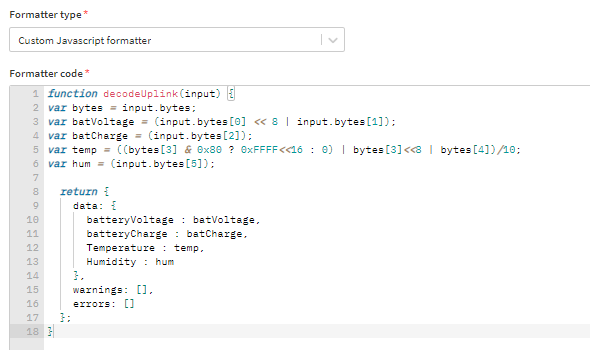 Formatter type*
Custom Javascript formatter
Formatter code*
1 function decodeUplink(input) {
2 var bytes = input.bytes;
3 var batVoltage = (input.bytes[0] << 8 | input.bytes[1]);
4 var batCharge = (input.bytes[2]);
5 var temp = ((bytes[3] & 0x80 ? 0xFFFF<<16 : 0) | bytes[3]<<8 | bytes[4])/10;
6 var hum = (input.bytes[5]);
7
8 return {
9 data: {
10 batteryVoltage : batVoltage,
11 batteryCharge : batCharge,
12 Temperature : temp,
13 Humidity : hum
14 },
15 warnings: [],
16 errors: []
17 };
18 }